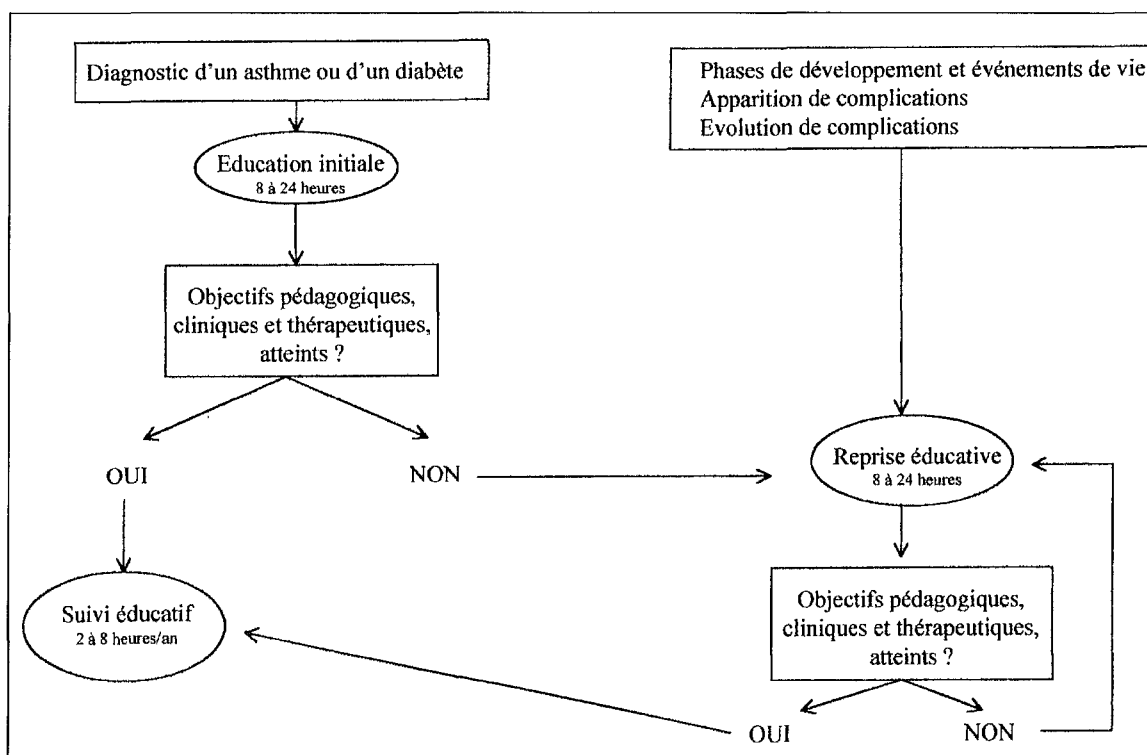 Diagnostic d'un asthme ou d'un diabète
Education initiale
8 à 24 heures
Objectifs pédagogiques,
cliniques et thérapeutiques,
atteints ?
OUI
NON
Suivi éducatif
2 à 8 heures/an
Phases de développement et événements de vie
Apparition de complications
Evolution de complications
Reprise éducative
8 à 24 heures
Objectifs pédagogiques,
cliniques et thérapeutiques,
atteints ?
OUI
NON